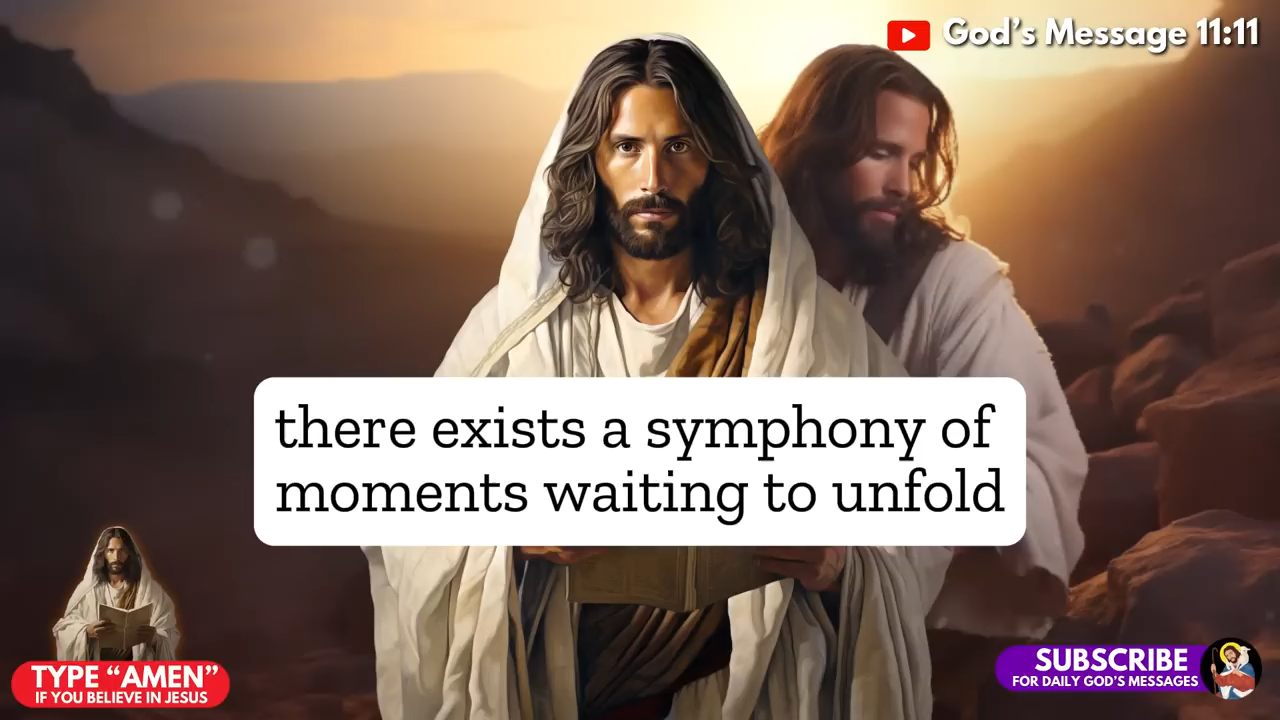 God's Message 11:11
there exists a symphony of
moments waiting to unfold
TYPE “AMEN”
IF YOU BELIEVE IN JESUS
SUBSCRIBE
FOR DAILY GOD'S MESSAGES